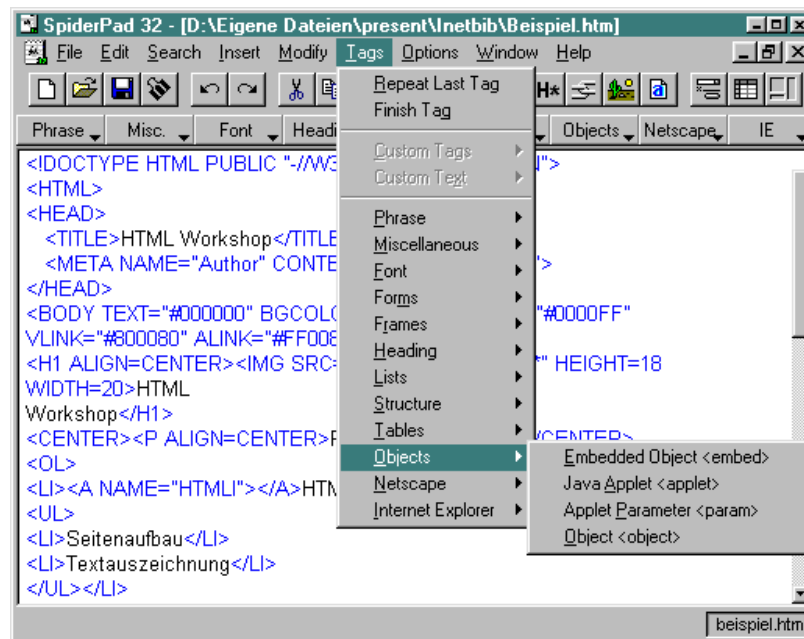 SpiderPad 32 - [D:\Eigene Dateien\present\Inetbib\Beispiel.htm]
File Edit Search Insert Modify Tags Options Window Help
H*
Phrase Misc. Font Headi Objects Netscape IE
Repeat Last Tag
Finish Tag
Custom Tags
Custom Text
Phrase
Miscellaneous
Font
Forms
Frames
Heading
Lists
Structure
Tables
Objects
Netscape
Internet Explorer
Embedded Object <embed>
Java Applet <applet>
Applet Parameter <param>
Object <object>
<!DOCTYPE HTML PUBLIC "-//W3 N">
<HTML>
<HEAD>
<TITLE>HTML Workshop</TITLE
<META NAME="Author" CONTE ">
</HEAD>
<BODY TEXT="#000000" BGCOLO "#0000FF"
VLINK="#800080" ALINK="#FF008
<H1 ALIGN=CENTER><IMG SRC= " HEIGHT=18
WIDTH=20>HTML
Workshop</H1>
<CENTER><P ALIGN=CENTER> /CENTER>
<OL>
<LI><A NAME="HTMLI"></A>HTM
<UL>
<LI>Seitenaufbau</LI>
<LI>Textauszeichnung</LI>
</UL></LI>
beispiel.htm